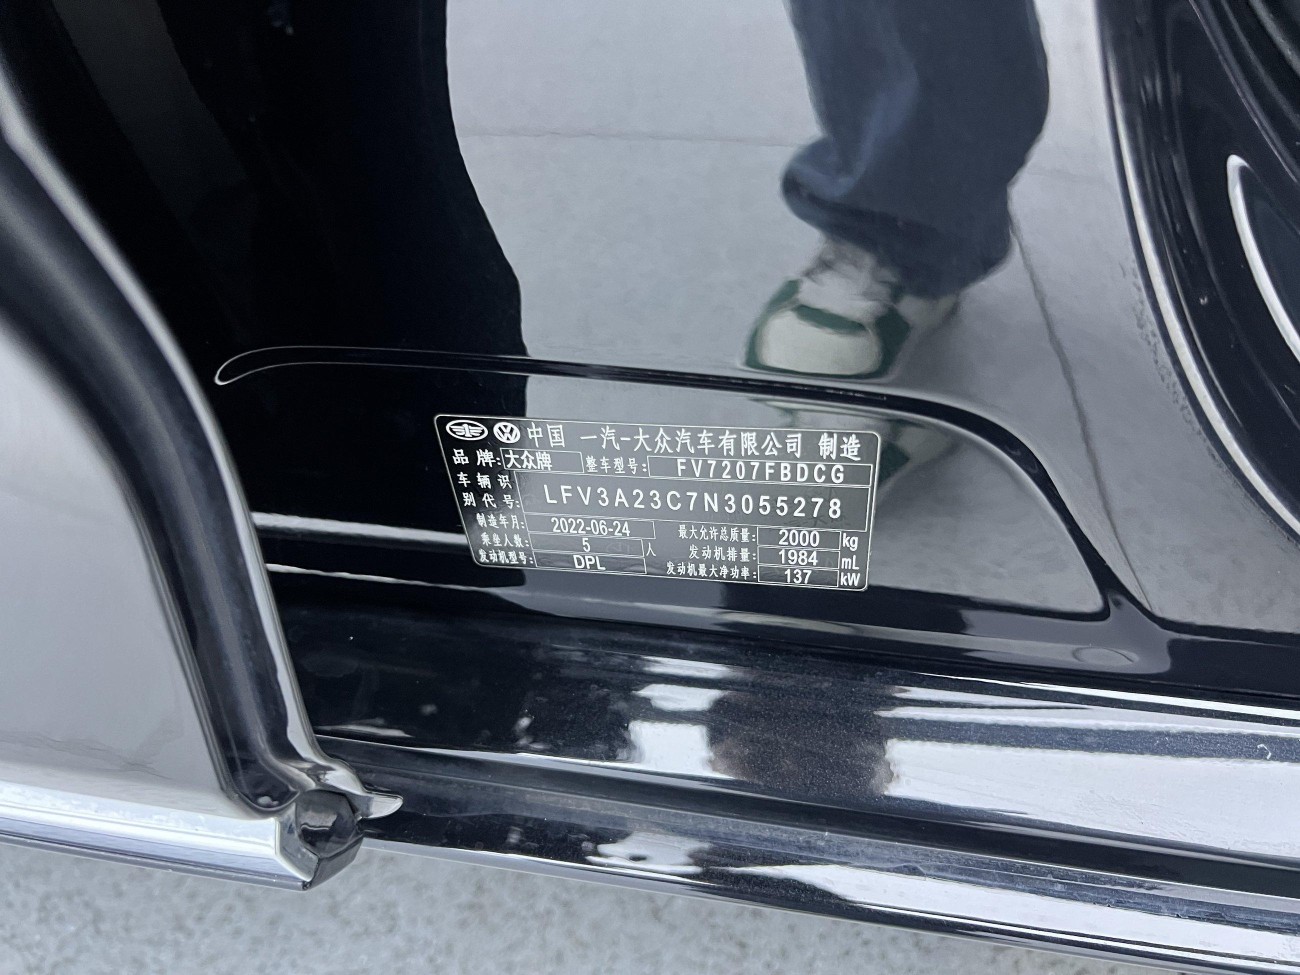 中国 一汽-大众汽车有限公司 制造
品 牌: 大众牌 整车型号: FV7207FBDCG
车 辆 识
别 代 号: LFV3A23C7N3055278
制造年月: 2022-06-24 最大允许总质量: 2000 kg
乘坐人数: 5 人 发动机排量: 1984 mL
发动机型号: DPL 发动机最大净功率: 137 kW